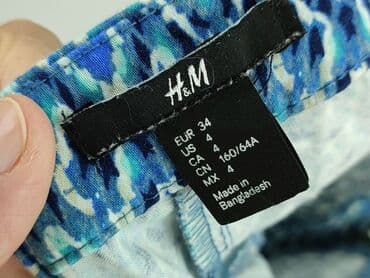 H&M
EUR 34
US 4
CA 4
CN 160/64A
MX 4
Made in
Bangladesh